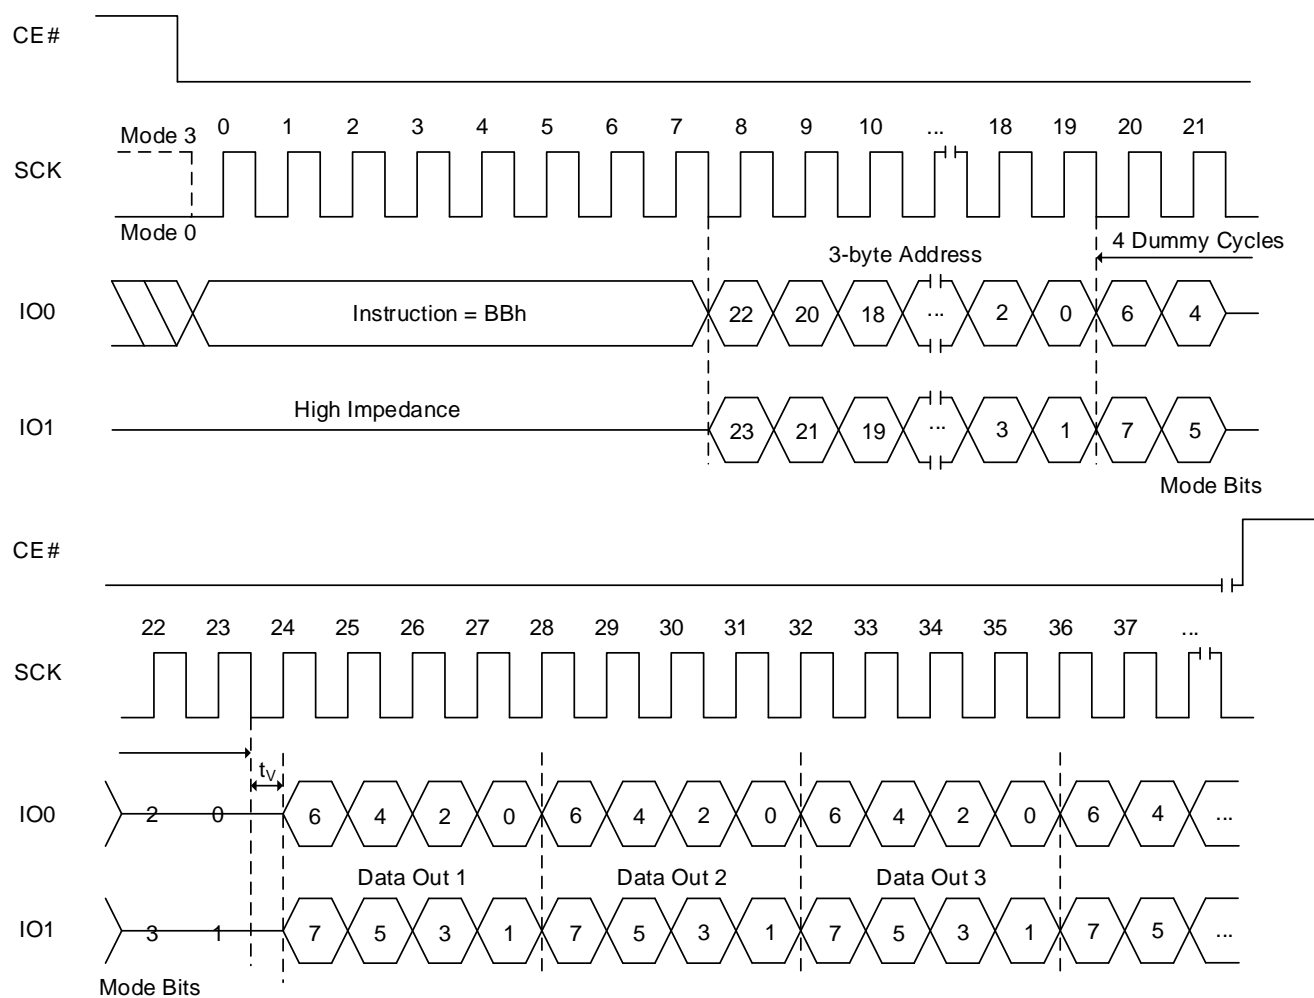 CE#
Mode 3
0 1 2 3 4 5 6 7 8 9 10 ... 18 19 20 21
SCK
Mode 0
3-byte Address
4 Dummy Cycles
IO0
Instruction = BBh
22 20 18 ... 2 0 6 4
High Impedance
IO1
23 21 19 ... 3 1 7 5
Mode Bits
CE#
22 23 24 25 26 27 28 29 30 31 32 33 34 35 36 37 ...
SCK
tV
IO0
2 0 6 4 2 0 6 4 2 0 6 4 2 0 6 4 ...
Data Out 1 Data Out 2 Data Out 3
IO1
3 1 7 5 3 1 7 5 3 1 7 5 3 1 7 5 ...
Mode Bits